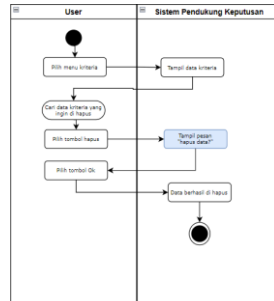 User
Sistem Pendukung Keputusan
Pilih menu kriteria
Tampil data kriteria
Cari data kriteria yang
ingin di hapus
Pilih tombol hapus
Tampil pesan
"hapus data?"
Pilih tombol Ok
Data berhasil di hapus